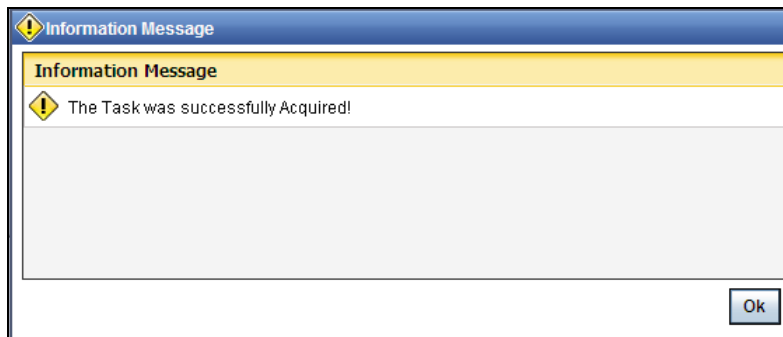 Information Message
Information Message
The Task was successfully Acquired!
Ok